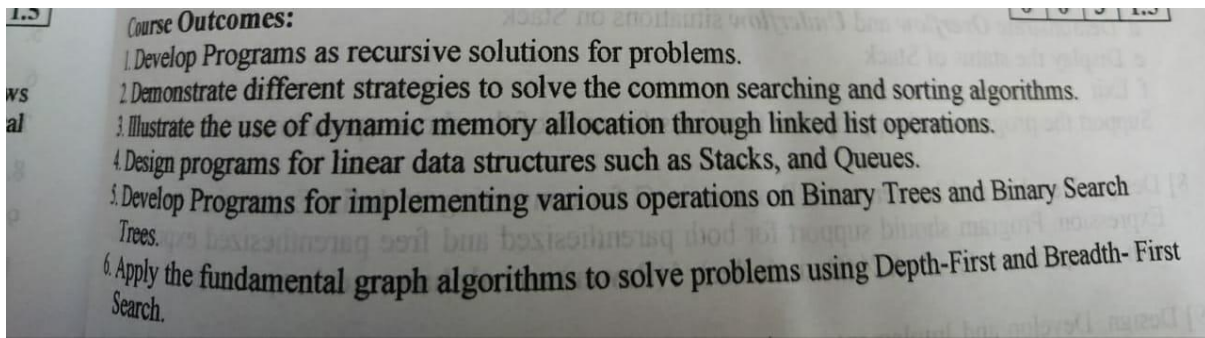 1.5
Course Outcomes:
1. Develop Programs as recursive solutions for problems.
ws
2. Demonstrate different strategies to solve the common searching and sorting algorithms.
al
3. Illustrate the use of dynamic memory allocation through linked list operations.
4. Design programs for linear data structures such as Stacks, and Queues.
5. Develop Programs for implementing various operations on Binary Trees and Binary Search
Trees.
6. Apply the fundamental graph algorithms to solve problems using Depth-First and Breadth- First
Search.